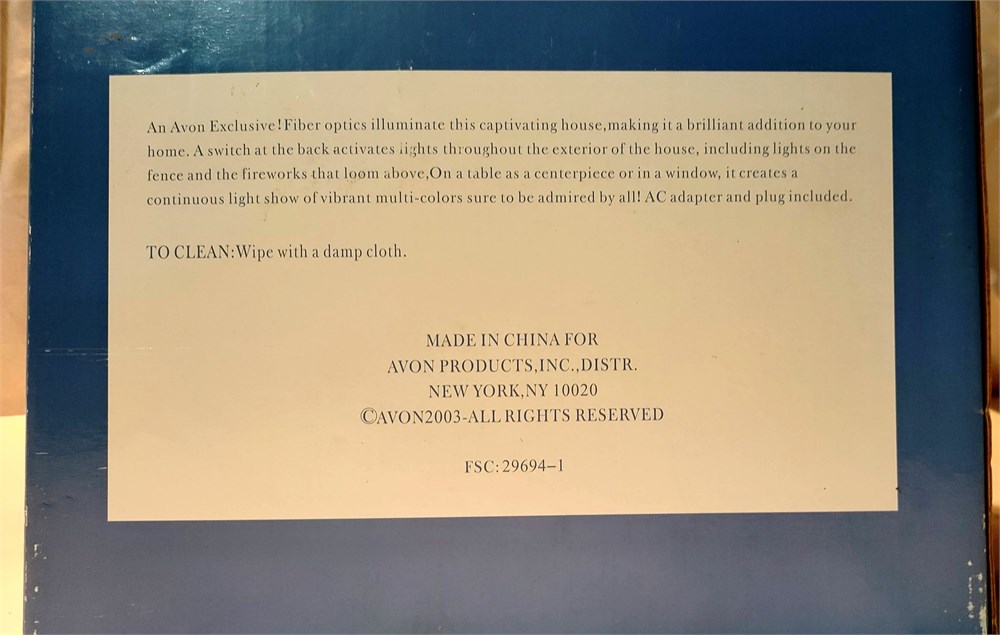 An Avon Exclusive!Fiber optics illuminate this captivating house,making it a brilliant addition to your
home. A switch at the back activates lights throughout the exterior of the house, including lights on the
fence and the fireworks that loom above,On a table as a centerpiece or in a window, it creates a
continuous light show of vibrant multi-colors sure to be admired by all! AC adapter and plug included.
TO CLEAN:Wipe with a damp cloth.
MADE IN CHINA FOR
AVON PRODUCTS,INC.,DISTR.
NEW YORK,NY 10020
©AVON2003-ALL RIGHTS RESERVED
FSC:29694-1